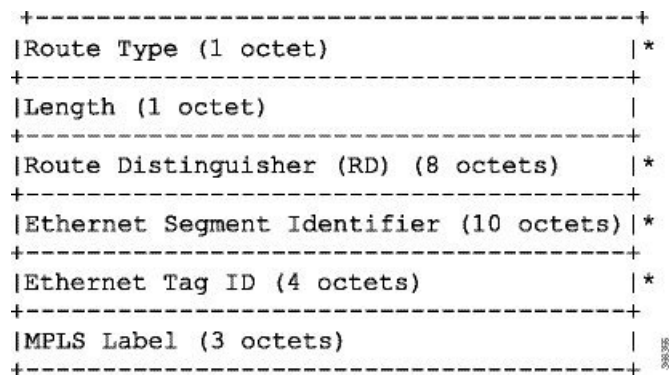 +-------------------------------------+
|Route Type (1 octet) |*
+-------------------------------------+
|Length (1 octet) |
+-------------------------------------+
|Route Distinguisher (RD) (8 octets) |*
+-------------------------------------+
|Ethernet Segment Identifier (10 octets)|*
+-------------------------------------+
|Ethernet Tag ID (4 octets) |*
+-------------------------------------+
|MPLS Label (3 octets) |
+-------------------------------------+